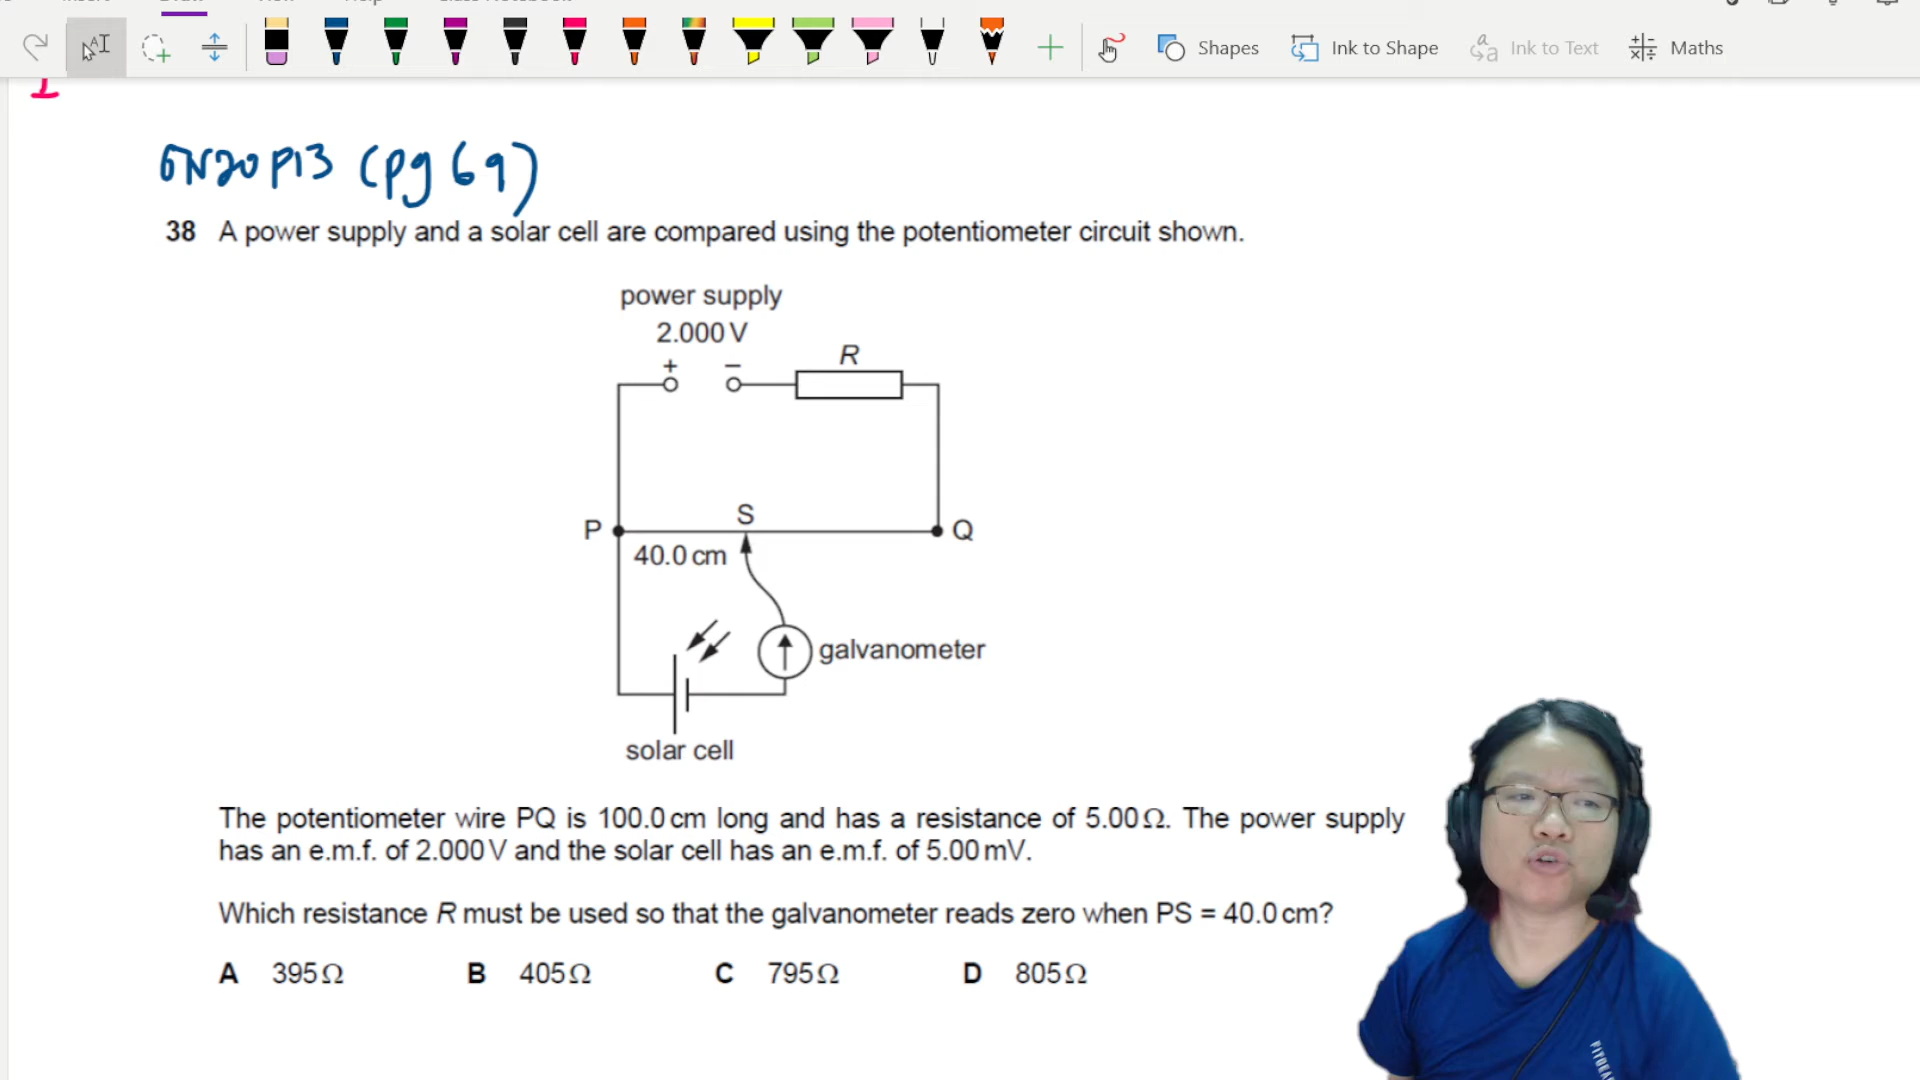 Shapes
Ink to Shape
Ink to Text
Maths
ON20 P13 (pg 69)
38 A power supply and a solar cell are compared using the potentiometer circuit shown.
power supply
2.000 V
+ –
R
P
S
Q
40.0 cm
galvanometer
solar cell
The potentiometer wire PQ is 100.0 cm long and has a resistance of 5.00 Ω. The power supply
has an e.m.f. of 2.000 V and the solar cell has an e.m.f. of 5.00 mV.
Which resistance R must be used so that the galvanometer reads zero when PS = 40.0 cm?
A 395 Ω B 405 Ω C 795 Ω D 805 Ω